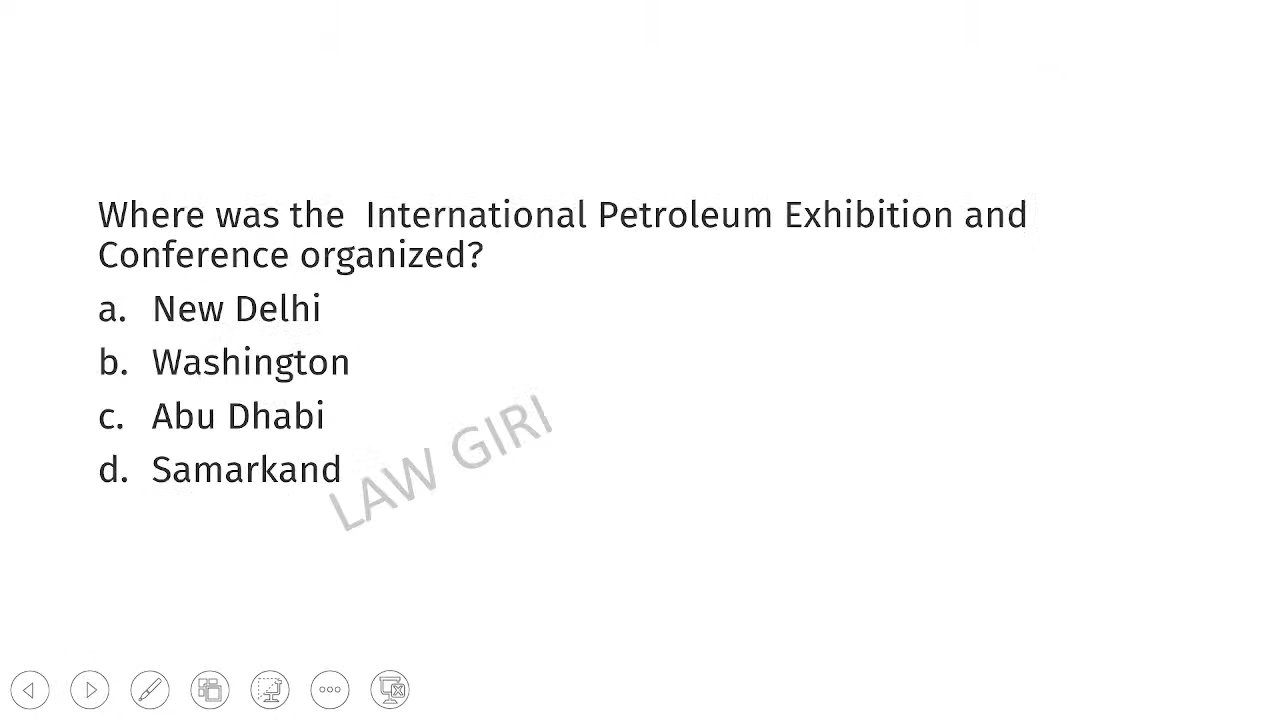 Where was the  International Petroleum Exhibition and
Conference organized?
a. New Delhi
b. Washington
c. Abu Dhabi
d. Samarkand
LAW GIRI